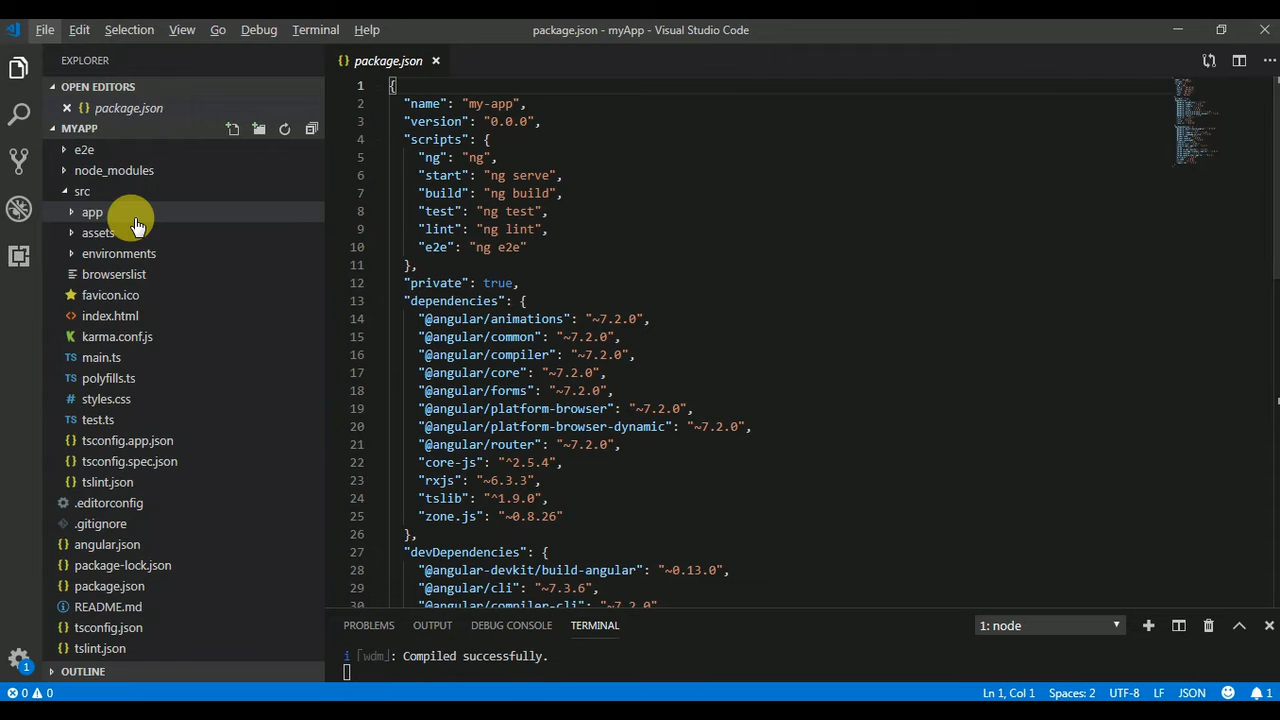 File Edit Selection View Go Debug Terminal Help
package.json - myApp - Visual Studio Code
EXPLORER
OPEN EDITORS
package.json
MYAPP
e2e
node_modules
src
app
assets
environments
browserslist
favicon.ico
index.html
karma.conf.js
TS main.ts
TS polyfills.ts
# styles.css
TS test.ts
{} tsconfig.app.json
{} tsconfig.spec.json
{} tslint.json
.editorconfig
.gitignore
{} angular.json
{} package-lock.json
{} package.json
README.md
{} tsconfig.json
{} tslint.json
OUTLINE
1
{} package.json
1 {
2 "name": "my-app",
3 "version": "0.0.0",
4 "scripts": {
5 "ng": "ng",
6 "start": "ng serve",
7 "build": "ng build",
8 "test": "ng test",
9 "lint": "ng lint",
10 "e2e": "ng e2e"
11 },
12 "private": true,
13 "dependencies": {
14 "@angular/animations": "~7.2.0",
15 "@angular/common": "~7.2.0",
16 "@angular/compiler": "~7.2.0",
17 "@angular/core": "~7.2.0",
18 "@angular/forms": "~7.2.0",
19 "@angular/platform-browser": "~7.2.0",
20 "@angular/platform-browser-dynamic": "~7.2.0",
21 "@angular/router": "~7.2.0",
22 "core-js": "^2.5.4",
23 "rxjs": "~6.3.3",
24 "tslib": "^1.9.0",
25 "zone.js": "~0.8.26"
26 },
27 "devDependencies": {
28 "@angular-devkit/build-angular": "~0.13.0",
29 "@angular/cli": "~7.3.6",
30 "@angular/compiler-cli": "~7.2.0"
PROBLEMS OUTPUT DEBUG CONSOLE TERMINAL
1: node
i ｢wdm｣: Compiled successfully.
0 0
Ln 1, Col 1 Spaces: 2 UTF-8 LF JSON 1